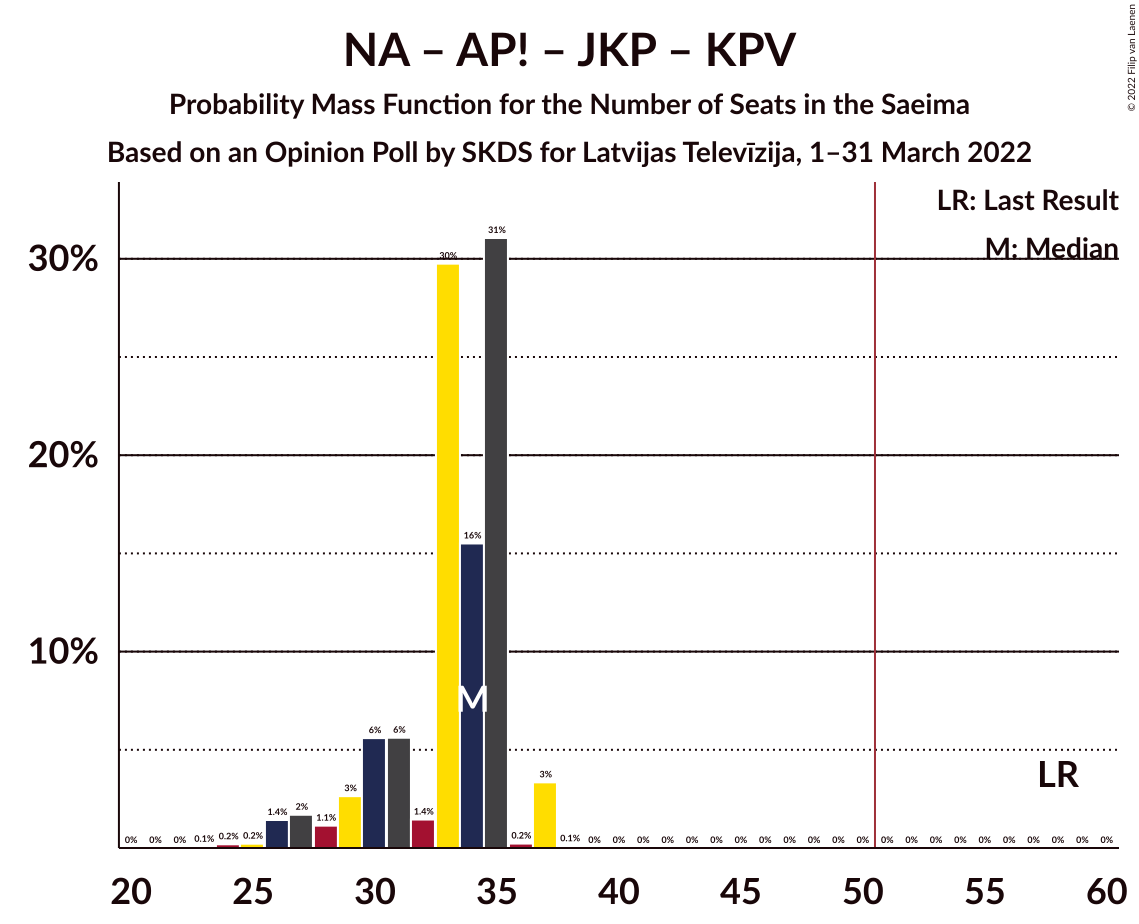 NA – AP! – JKP – KPV
Probability Mass Function for the Number of Seats in the Saeima
Based on an Opinion Poll by SKDS for Latvijas Televīzija, 1–31 March 2022
© 2022 Filip van Laenen
LR: Last Result
M: Median
30%
20%
10%
0% 0% 0% 0.1% 0.2% 0.2% 1.4% 2% 1.1% 3% 6% 6% 1.4% 30% 16% 31% 0.2% 3% 0.1% 0% 0% 0% 0% 0% 0% 0% 0% 0% 0% 0% 0% 0% 0% 0% 0% 0% 0% 0% 0% 0% 0%
M
LR
20 25 30 35 40 45 50 55 60